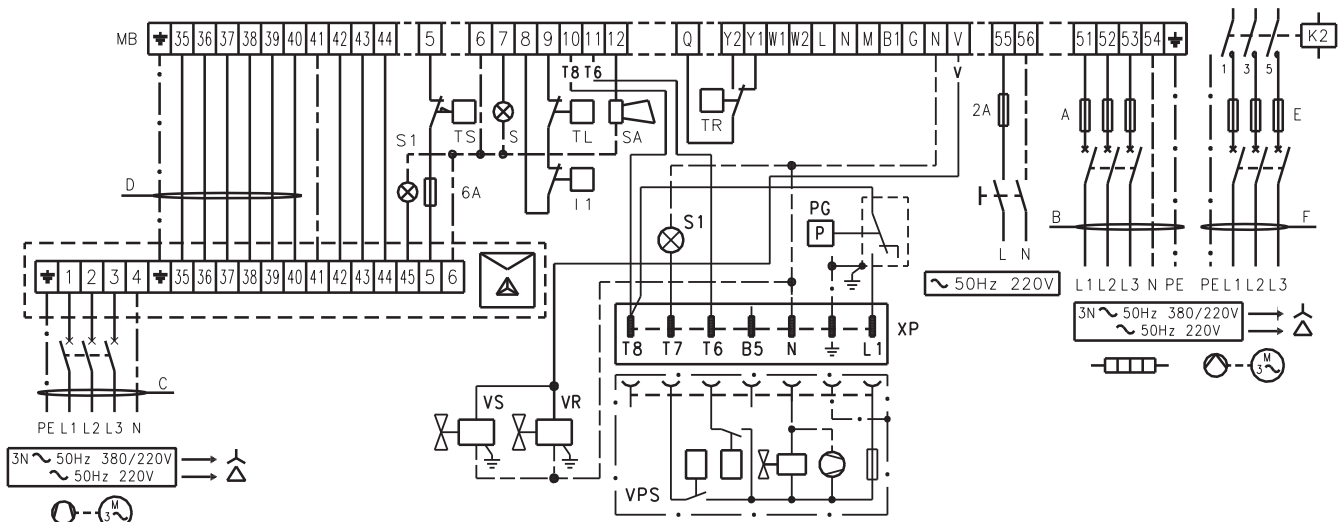 MB 35 36 37 38 39 40 41 42 43 44 5 6 7 8 9 10 11 12 Q Y2 Y1 W1 W2 L N M B1 G N V 55 56 51 52 53 54 K2
T8 T6 V
1 3 5
S1 TS S TL SA TR 2A A E
D 6A I1
PG
S1 P B F
L N
1 2 3 4 35 36 37 38 39 40 41 42 43 44 45 5 6
50Hz 220V
L1 L2 L3 N PE PE L1 L2 L3
XP
T8 T7 T6 B5 N L1
3N 50Hz 380/220V
50Hz 220V
M
3
C
VS VR
PE L1 L2 L3 N
3N 50Hz 380/220V
50Hz 220V
VPS
M
3